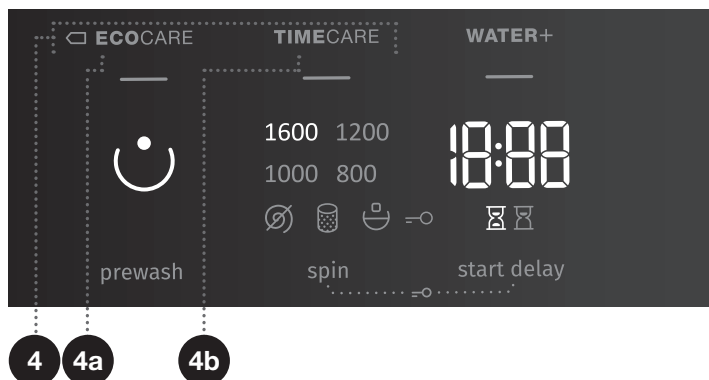 ECOCARE TIMECARE WATER+
1600 1200
1000 800
18:88
prewash spin start delay
4 4a 4b